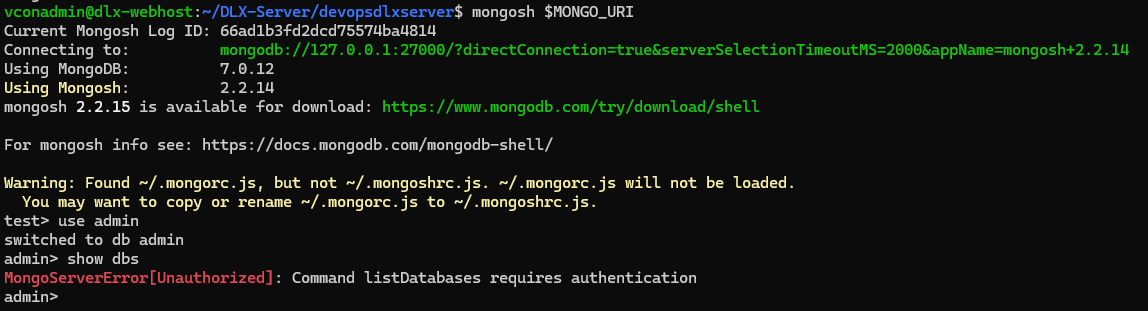 vconadmin@dlx-webhost:~/DLX-Server/devopsdlxserver$ mongosh $MONGO_URI
Current Mongosh Log ID: 66ad1b3fd2dcd75574ba4814
Connecting to:          mongodb://127.0.0.1:27000/?directConnection=true&serverSelectionTimeoutMS=2000&appName=mongosh+2.2.14
Using MongoDB:          7.0.12
Using Mongosh:          2.2.14
mongosh 2.2.15 is available for download: https://www.mongodb.com/try/download/shell
For mongosh info see: https://docs.mongodb.com/mongodb-shell/
Warning: Found ~/.mongorc.js, but not ~/.mongoshrc.js. ~/.mongorc.js will not be loaded.
  You may want to copy or rename ~/.mongorc.js to ~/.mongoshrc.js.
test> use admin
switched to db admin
admin> show dbs
MongoServerError[Unauthorized]: Command listDatabases requires authentication
admin>